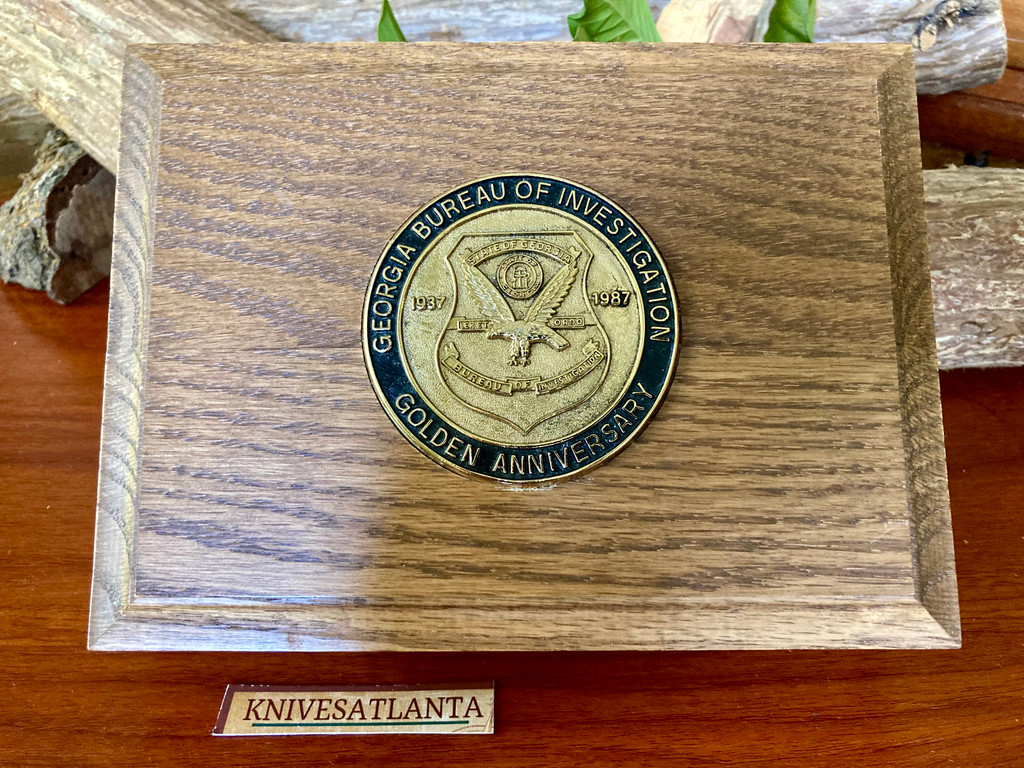 GEORGIA BUREAU OF INVESTIGATION
STATE OF GEORGIA
1937
1987
BUREAU OF INVESTIGATION
GOLDEN ANNIVERSARY
KNIVESATLANTA